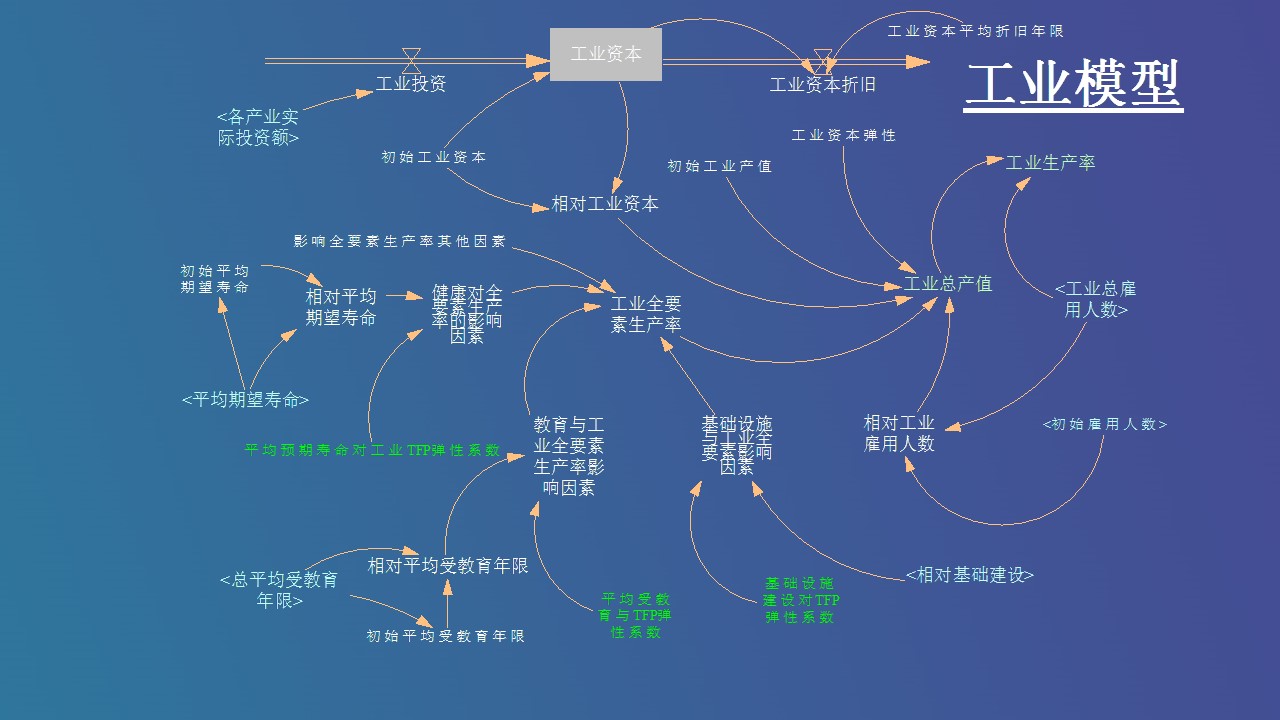 工业资本平均折旧年限
工业资本
工业模型
工业投资
工业资本折旧
<各产业实
际投资额>
工业资本弹性
初始工业资本
初始工业产值
工业生产率
相对工业资本
影响全要素生产率其他因素
初始平均
期望寿命
相对平均
期望寿命
健康对全
要素生产
率的影响
因素
工业全要
素生产率
工业总产值
<工业总雇
用人数>
<平均期望寿命>
平均预期寿命对工业TFP弹性系数
教育与工
业全要素
生产率影
响因素
基础设施
与工业全
要素影响
因素
相对工业
雇用人数
<初始雇用人数>
相对平均受教育年限
<总平均受教育
年限>
初始平均受教育年限
平均受教
育与TFP弹
性系数
基础设施
建设对TFP
弹性系数
<相对基础建设>